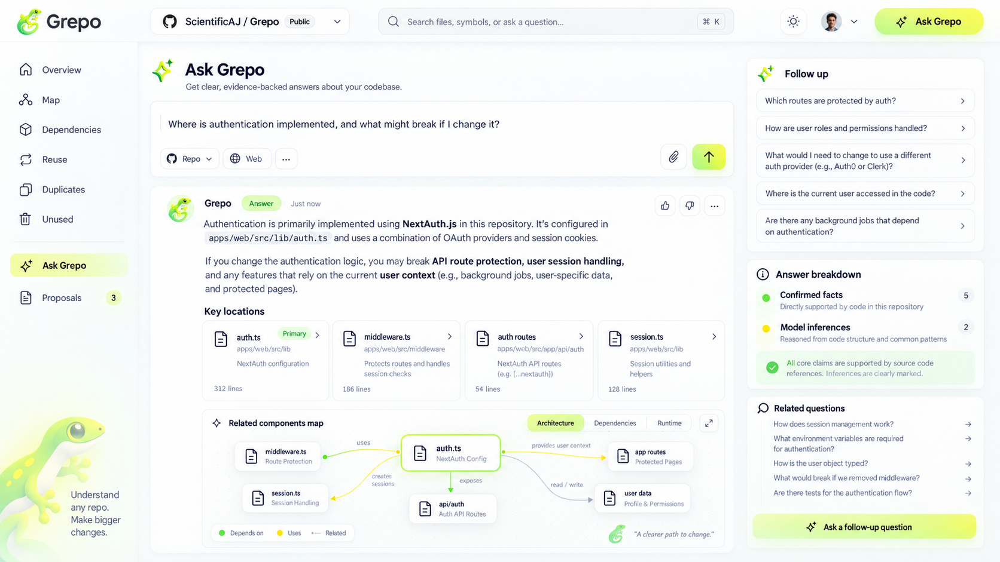 Grepo
ScientificAJ / Grepo
Public
Search files, symbols, or ask a question...
⌘ K
Ask Grepo
Overview
Map
Dependencies
Reuse
Duplicates
Unused
Ask Grepo
Proposals
3
Understand
any repo.
Make bigger
changes.
Ask Grepo
Get clear, evidence-backed answers about your codebase.
Where is authentication implemented, and what might break if I change it?
Repo
Web
...
Grepo
Answer
Just now
...
Authentication is primarily implemented using NextAuth.js in this repository. It's configured in
apps/web/src/lib/auth.ts and uses a combination of OAuth providers and session cookies.
If you change the authentication logic, you may break API route protection, user session handling,
and any features that rely on the current user context (e.g., background jobs, user-specific data,
and protected pages).
Key locations
auth.ts
Primary
apps/web/src/lib
NextAuth configuration
312 lines
middleware.ts
apps/web/src/middleware
Protects routes and handles
session checks
186 lines
auth routes
apps/web/src/app/api/auth
NextAuth API routes
(e.g. [...nextauth])
54 lines
session.ts
apps/web/src/lib
Session utilities and
helpers
128 lines
Related components map
Architecture
Dependencies
Runtime
middleware.ts
Route Protection
uses
auth.ts
NextAuth Config
provides user context
app routes
Protected Pages
creates
sessions
exposes
read / write
session.ts
Session Handling
api/auth
Auth API Routes
user data
Profile & Permissions
Depends on
Uses
Related
"A clearer path to change."
Follow up
Which routes are protected by auth?
How are user roles and permissions handled?
What would I need to change to use a different
auth provider (e.g., Auth0 or Clerk)?
Where is the current user accessed in the code?
Are there any background jobs that depend
on authentication?
Answer breakdown
Confirmed facts
5
Directly supported by code in this repository
Model inferences
2
Reasoned from code structure and common patterns
All core claims are supported by source code
references. Inferences are clearly marked.
Related questions
How does session management work?
What environment variables are required
for authentication?
How is the user object typed?
What would break if we removed middleware?
Are there tests for the authentication flow?
Ask a follow-up question